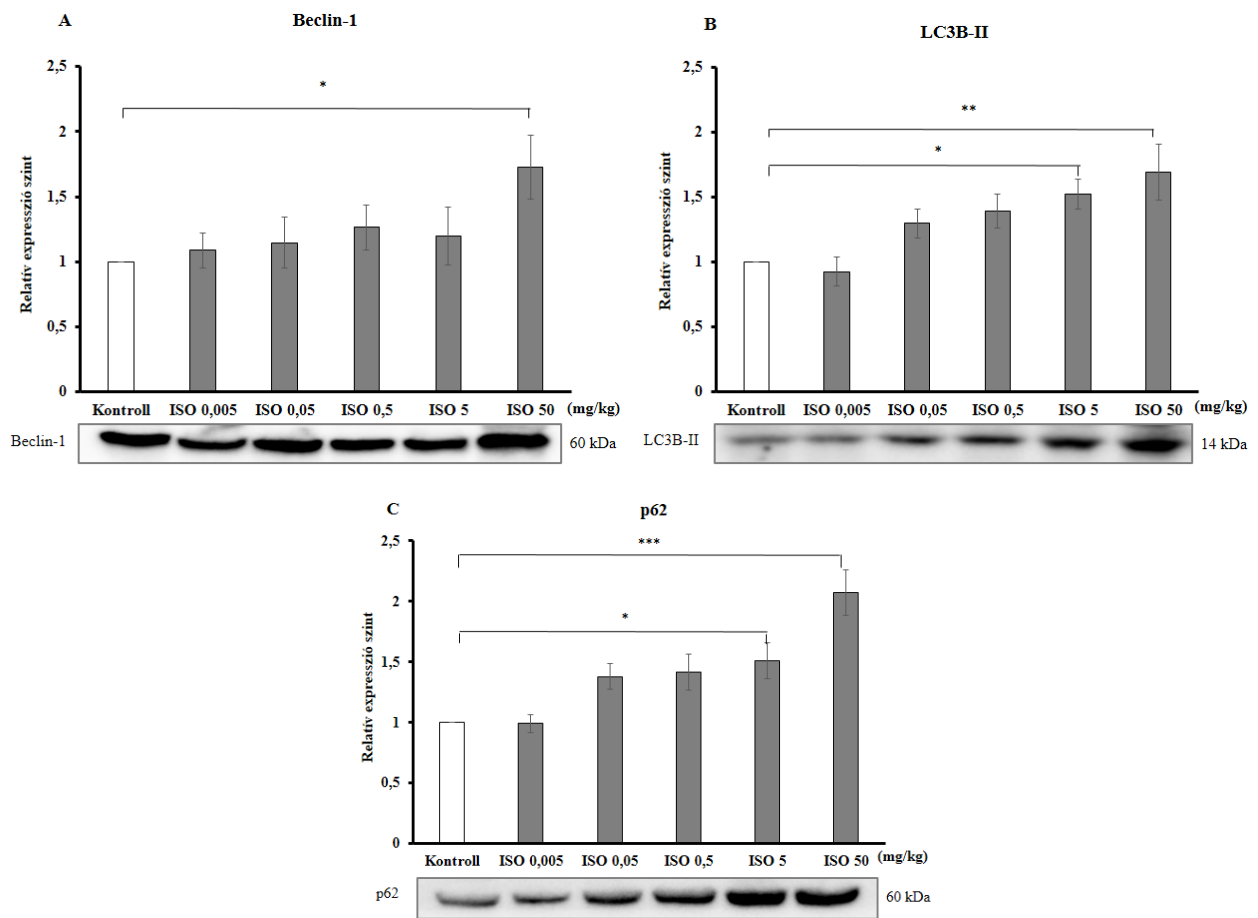 A
Beclin-1
*
Relatív expresszió szint
2,5
2
1,5
1
0,5
0
Kontroll ISO 0,005 ISO 0,05 ISO 0,5 ISO 5 ISO 50 (mg/kg)
Beclin-1 60 kDa
B
LC3B-II
**
*
Relatív expresszió szint
2,5
2
1,5
1
0,5
0
Kontroll ISO 0,005 ISO 0,05 ISO 0,5 ISO 5 ISO 50 (mg/kg)
LC3B-II 14 kDa
C
p62
***
*
Relatív expresszió szint
2,5
2
1,5
1
0,5
0
Kontroll ISO 0,005 ISO 0,05 ISO 0,5 ISO 5 ISO 50 (mg/kg)
p62 60 kDa